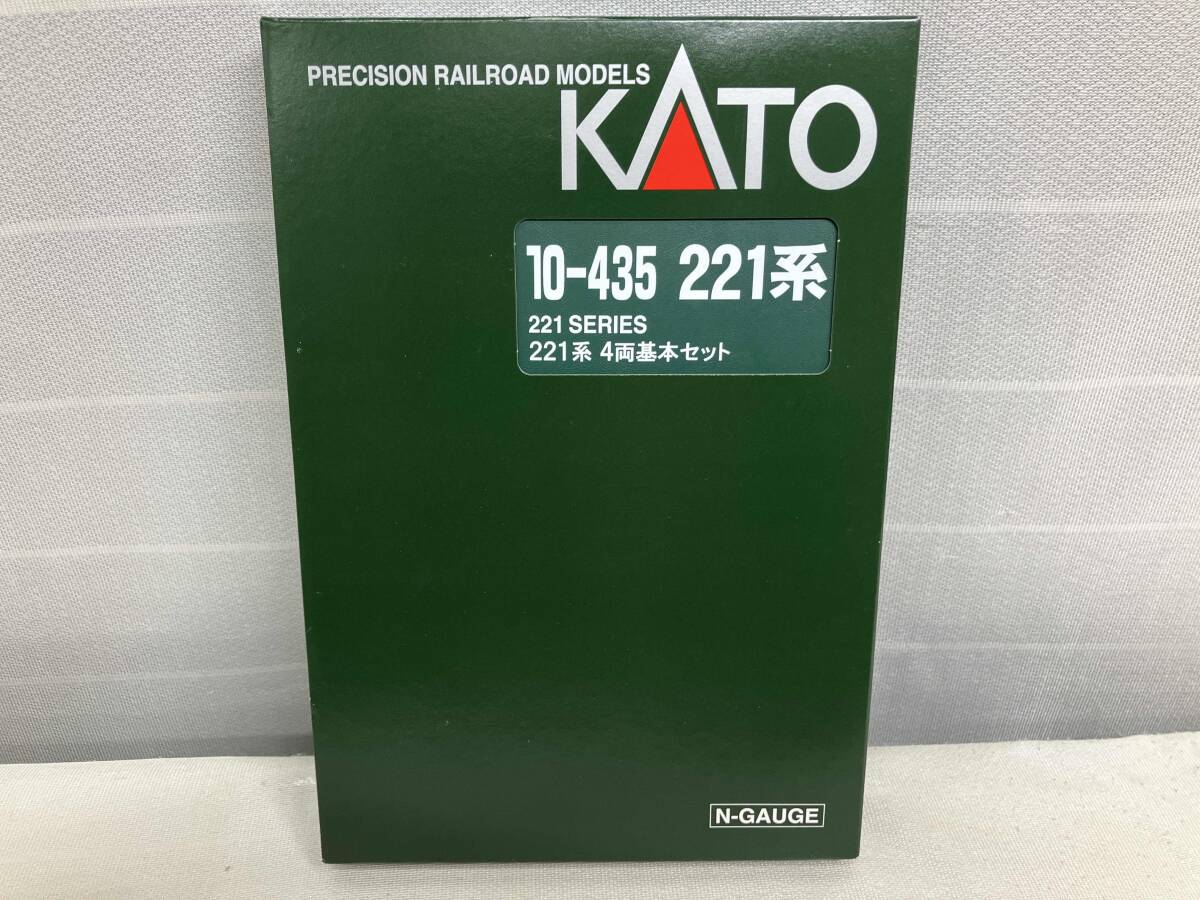 PRECISION RAILROAD MODELS
KATO
10-435 221系
221 SERIES
221系 4両基本セット
N-GAUGE